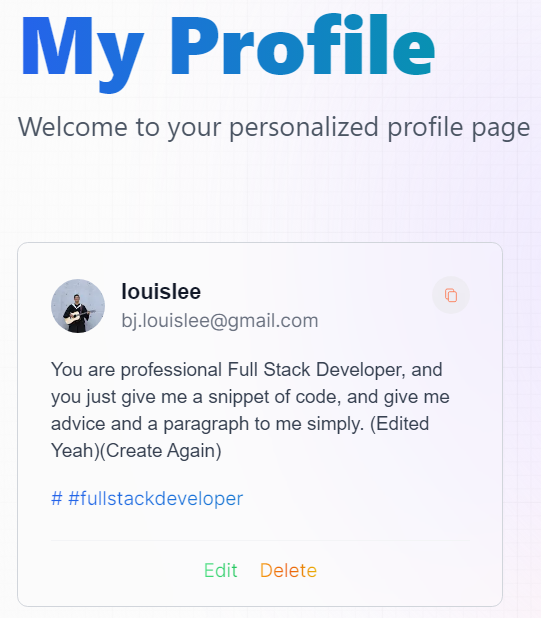 My Profile
Welcome to your personalized profile page
louislee
bj.louislee@gmail.com
You are professional Full Stack Developer, and
you just give me a snippet of code, and give me
advice and a paragraph to me simply. (Edited
Yeah)(Create Again)
# #fullstackdeveloper
Edit Delete